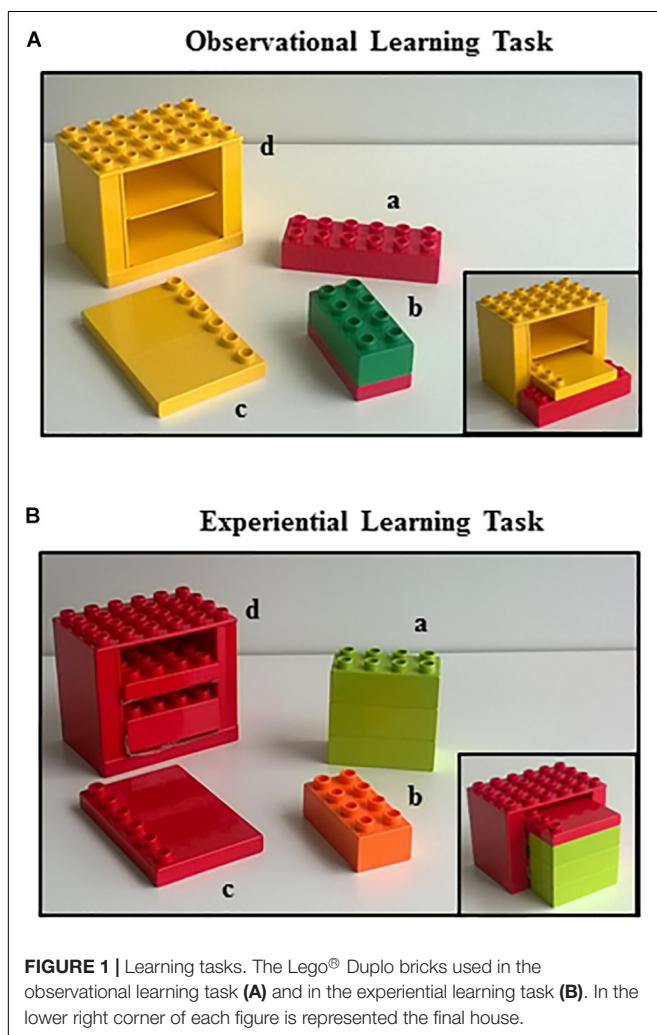 A
Observational Learning Task
d
a
b
c
B
Experiential Learning Task
d
a
b
c
FIGURE 1 | Learning tasks. The Lego® Duplo bricks used in the
observational learning task (A) and in the experiential learning task (B). In the
lower right corner of each figure is represented the final house.